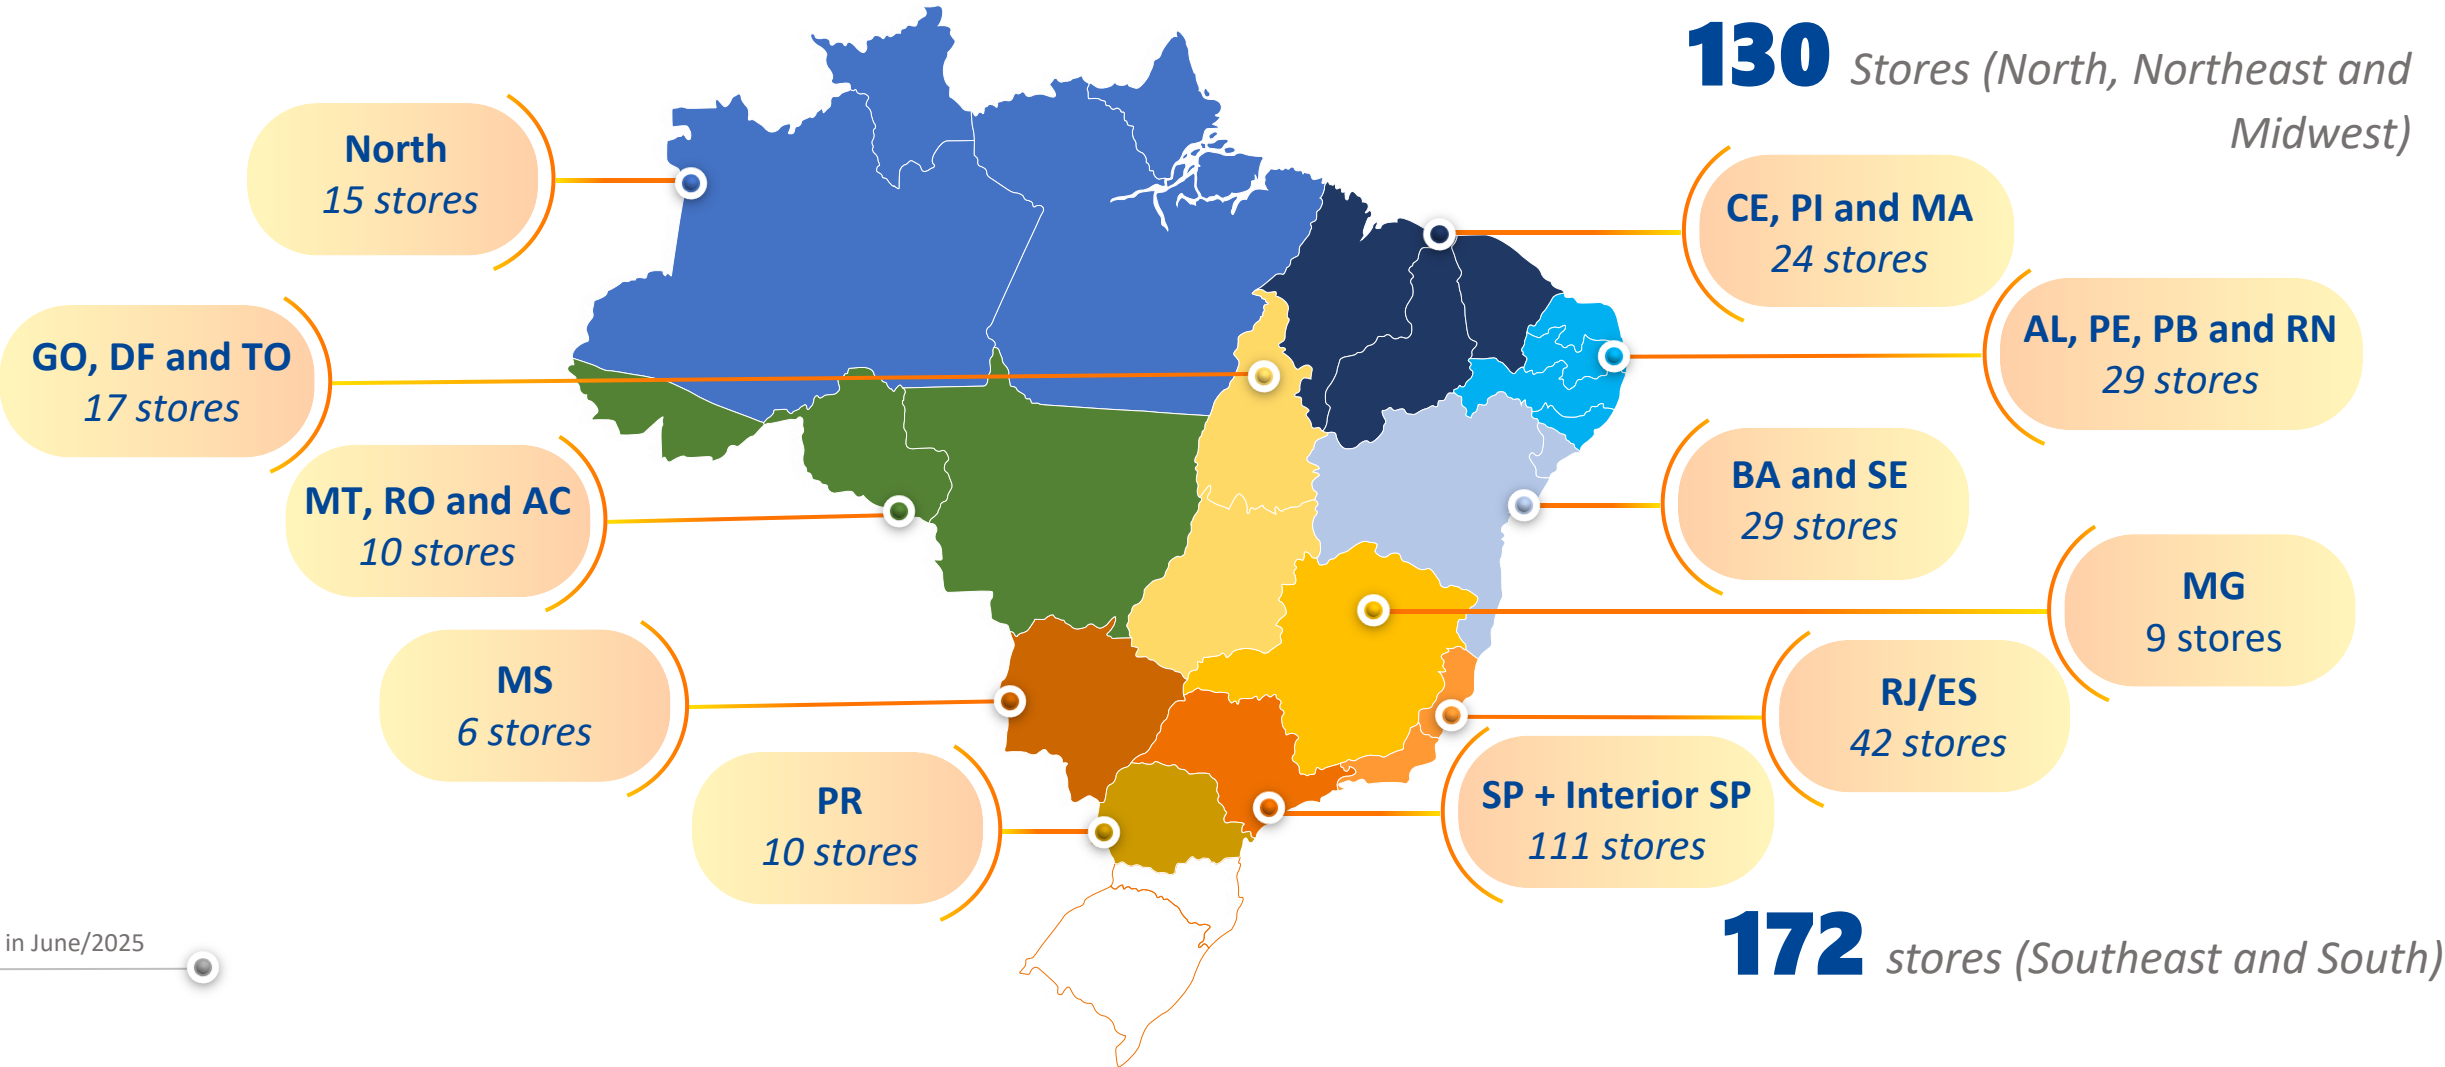 130 Stores (North, Northeast and
Midwest)
North
15 stores
CE, PI and MA
24 stores
GO, DF and TO
17 stores
AL, PE, PB and RN
29 stores
MT, RO and AC
10 stores
BA and SE
29 stores
MG
9 stores
MS
6 stores
RJ/ES
42 stores
PR
10 stores
SP + Interior SP
111 stores
in June/2025
172 stores (Southeast and South)